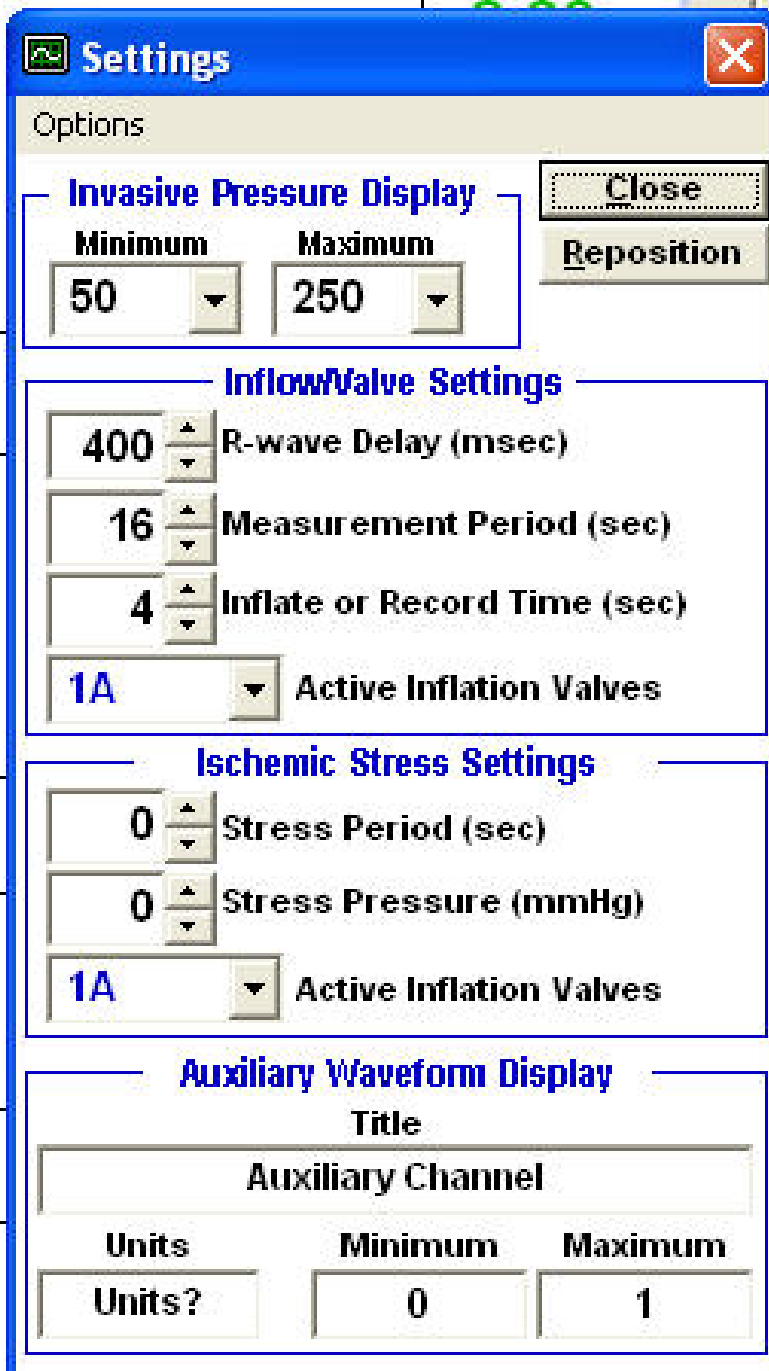 Settings
Options
Invasive Pressure Display
Close
Minimum Maximum
Reposition
50 250
Inflow/Valve Settings
400 R-wave Delay (msec)
16 Measurement Period (sec)
4 Inflate or Record Time (sec)
1A Active Inflation Valves
Ischemic Stress Settings
0 Stress Period (sec)
0 Stress Pressure (mmHg)
1A Active Inflation Valves
Auxiliary Waveform Display
Title
Auxiliary Channel
Units Minimum Maximum
Units? 0 1